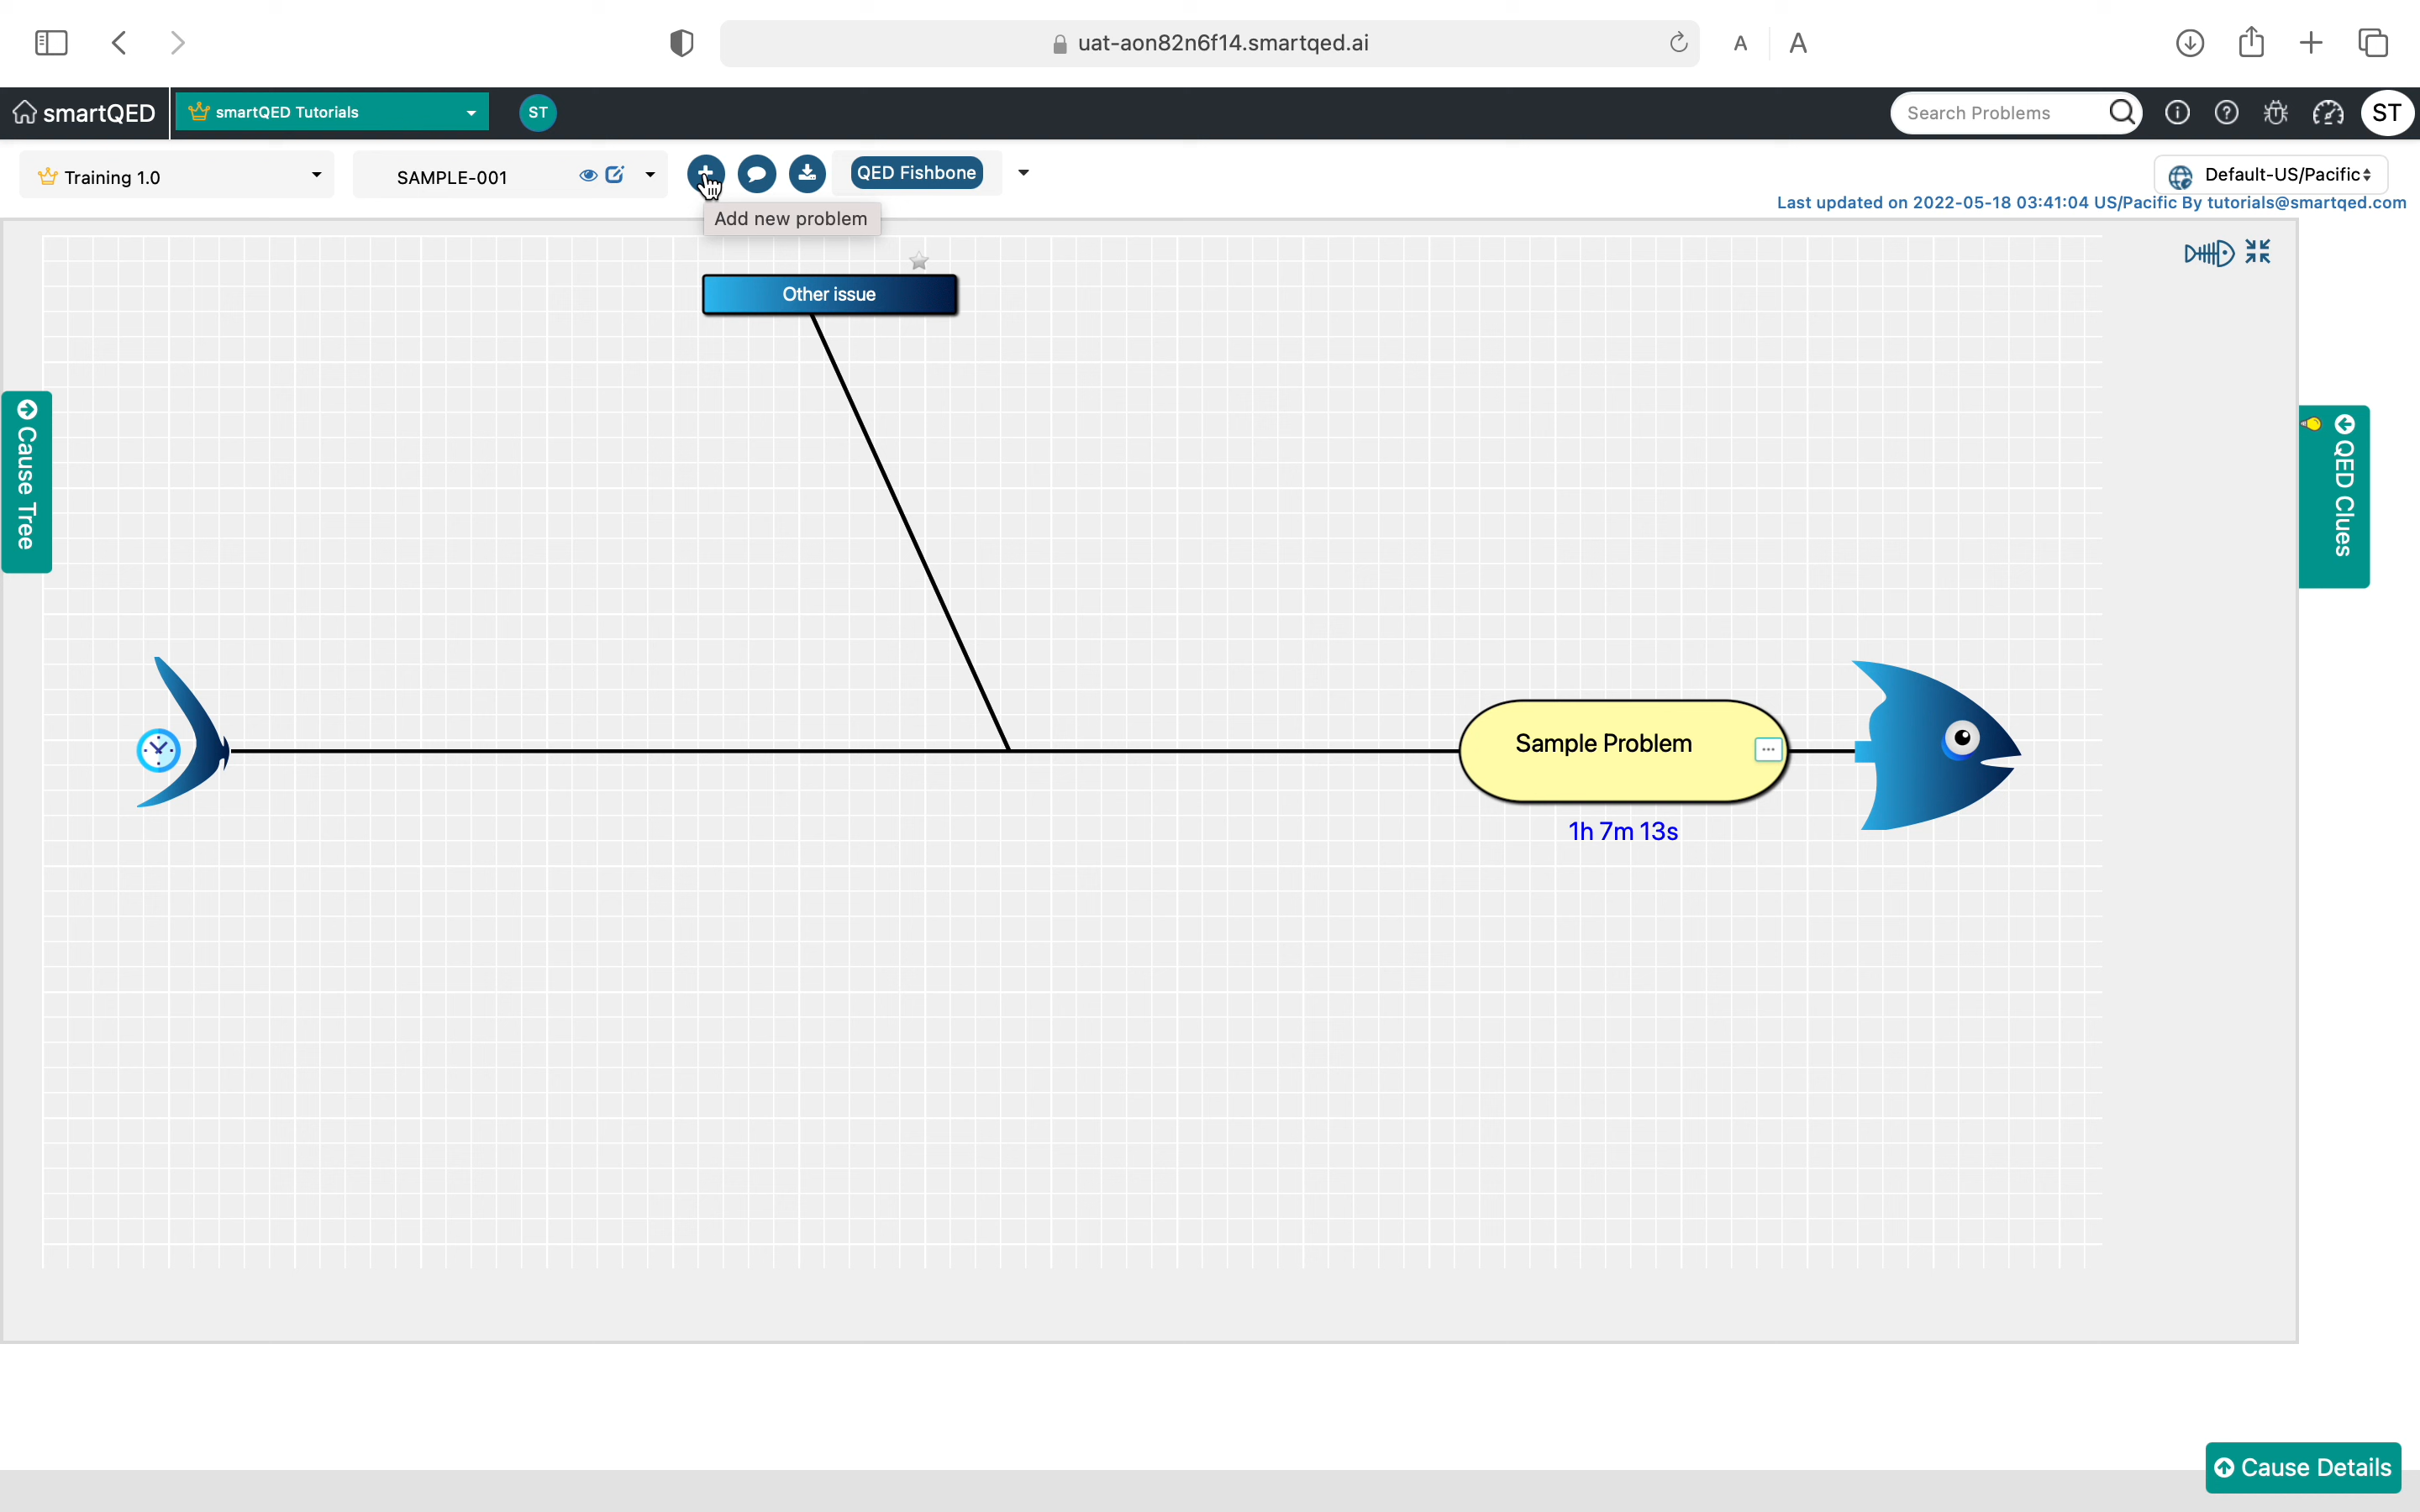 uat-aon82n6f14.smartqed.ai
A A
smartQED
smartQED Tutorials
ST
Search Problems
ST
Training 1.0
SAMPLE-001
QED Fishbone
Default-US/Pacific
Last updated on 2022-05-18 03:41:04 US/Pacific By tutorials@smartqed.com
Add new problem
Other issue
Cause Tree
QED Clues
Sample Problem
1h 7m 13s
Cause Details